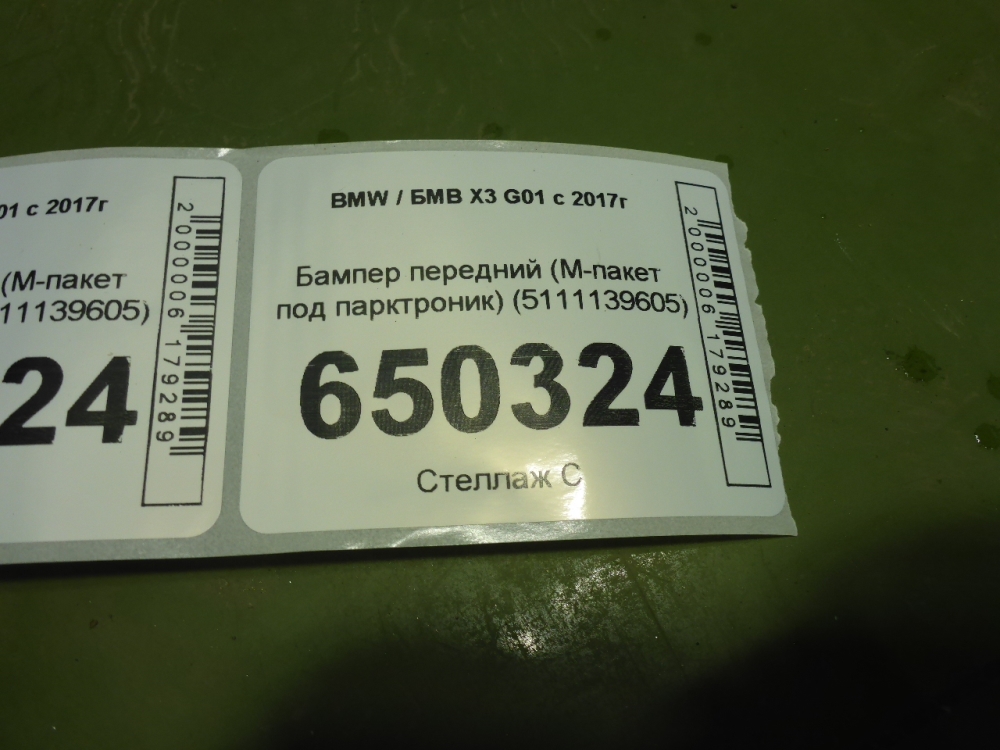 01 с 2017г
(М-пакет
11139605)
24
2000006179289
BMW / БМВ X3 G01 с 2017г
Бампер передний (М-пакет
под парктроник) (5111139605)
650324
Стеллаж С
2000006179289